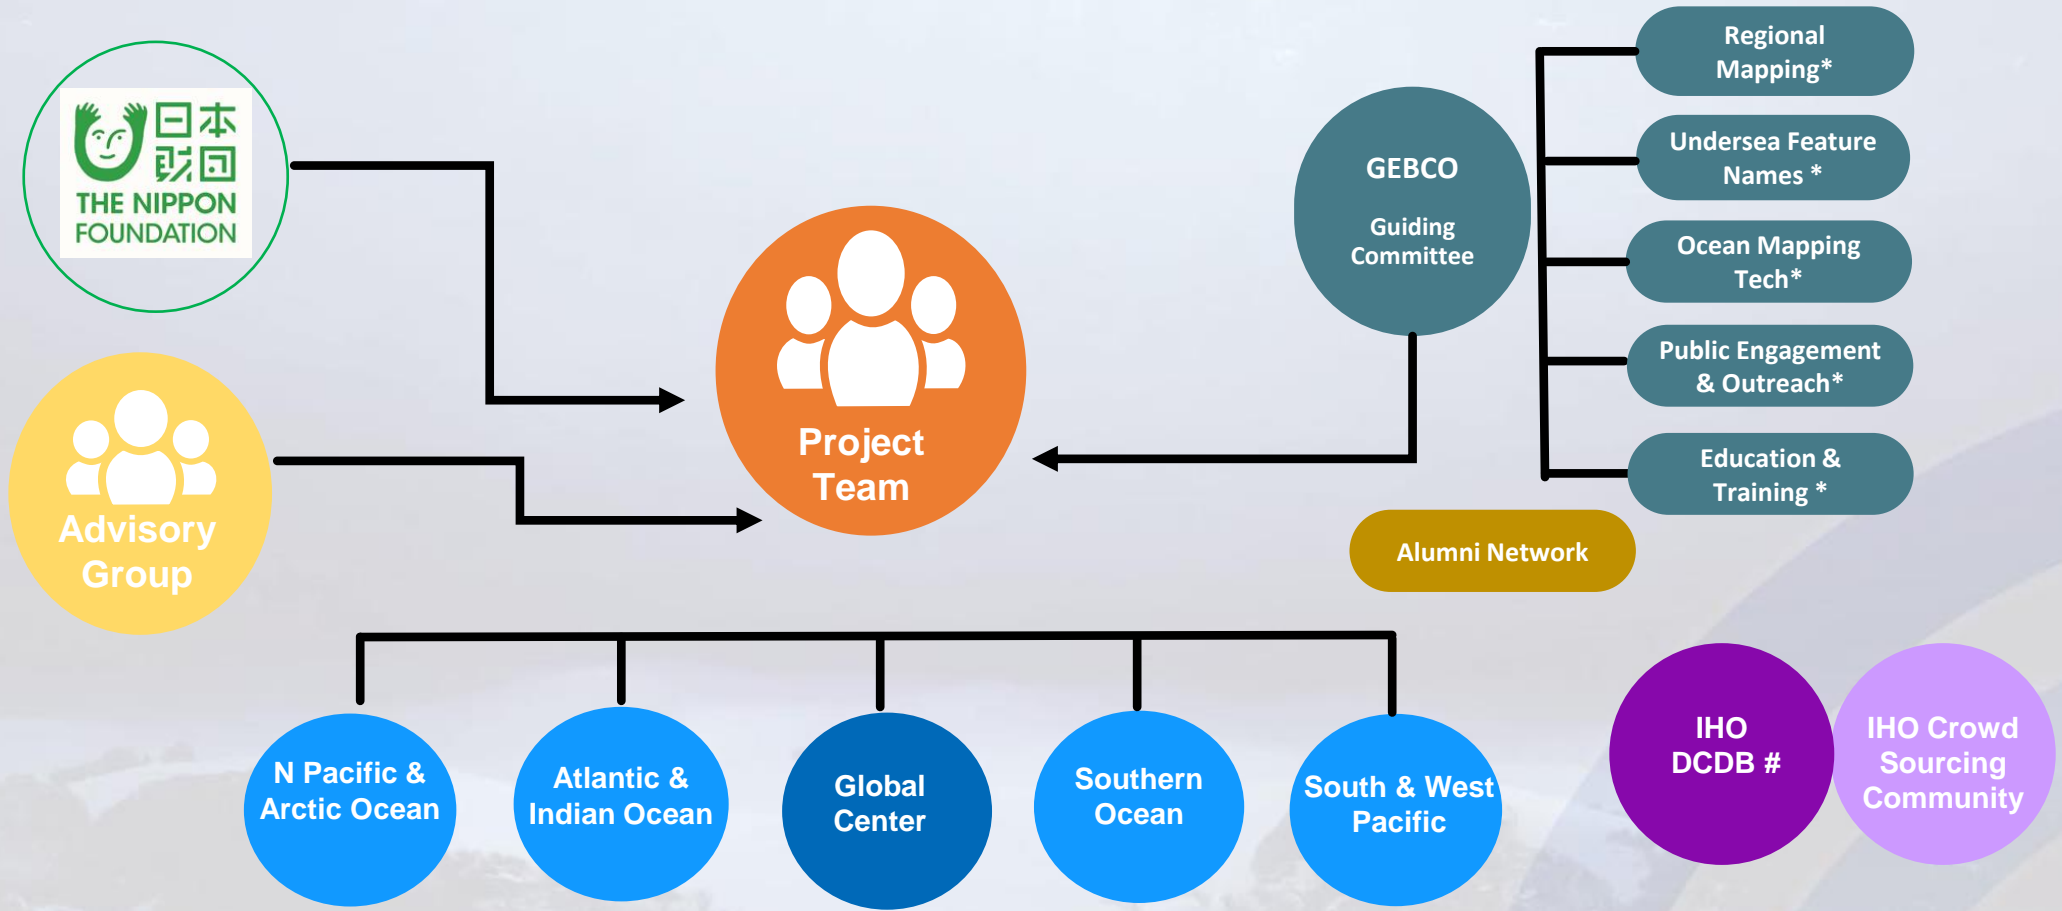 日本
財団
THE NIPPON
FOUNDATION
Advisory
Group
Project
Team
GEBCO
Guiding
Committee
Regional
Mapping*
Undersea Feature
Names *
Ocean Mapping
Tech*
Public Engagement
& Outreach*
Education &
Training *
Alumni Network
N Pacific &
Arctic Ocean
Atlantic &
Indian Ocean
Global
Center
Southern
Ocean
South & West
Pacific
IHO
DCDB #
IHO Crowd
Sourcing
Community